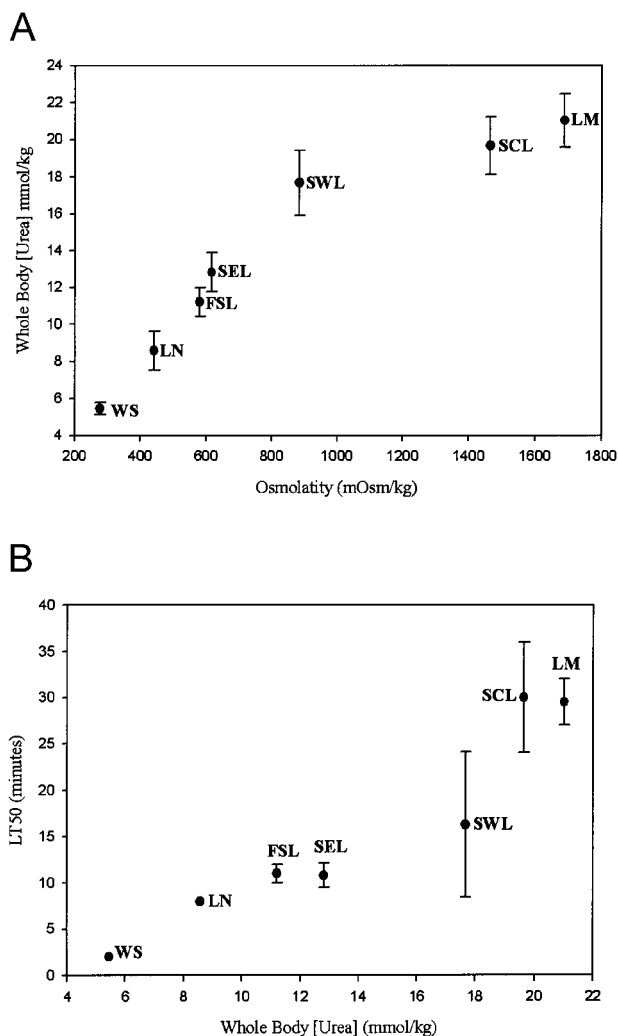 A
24
22
20
18
16
14
12
10
8
6
4
Whole Body [Urea] mmol/kg
LM
SCL
SWL
SEL
FSL
LN
WS
200 400 600 800 1000 1200 1400 1600 1800
Osmolatity (mOsm/kg)
B
40
35
30
25
20
15
10
5
0
LT50 (minutes)
LM
SCL
SWL
FSL SEL
LN
WS
4 6 8 10 12 14 16 18 20 22
Whole Body [Urea] (mmol/kg)